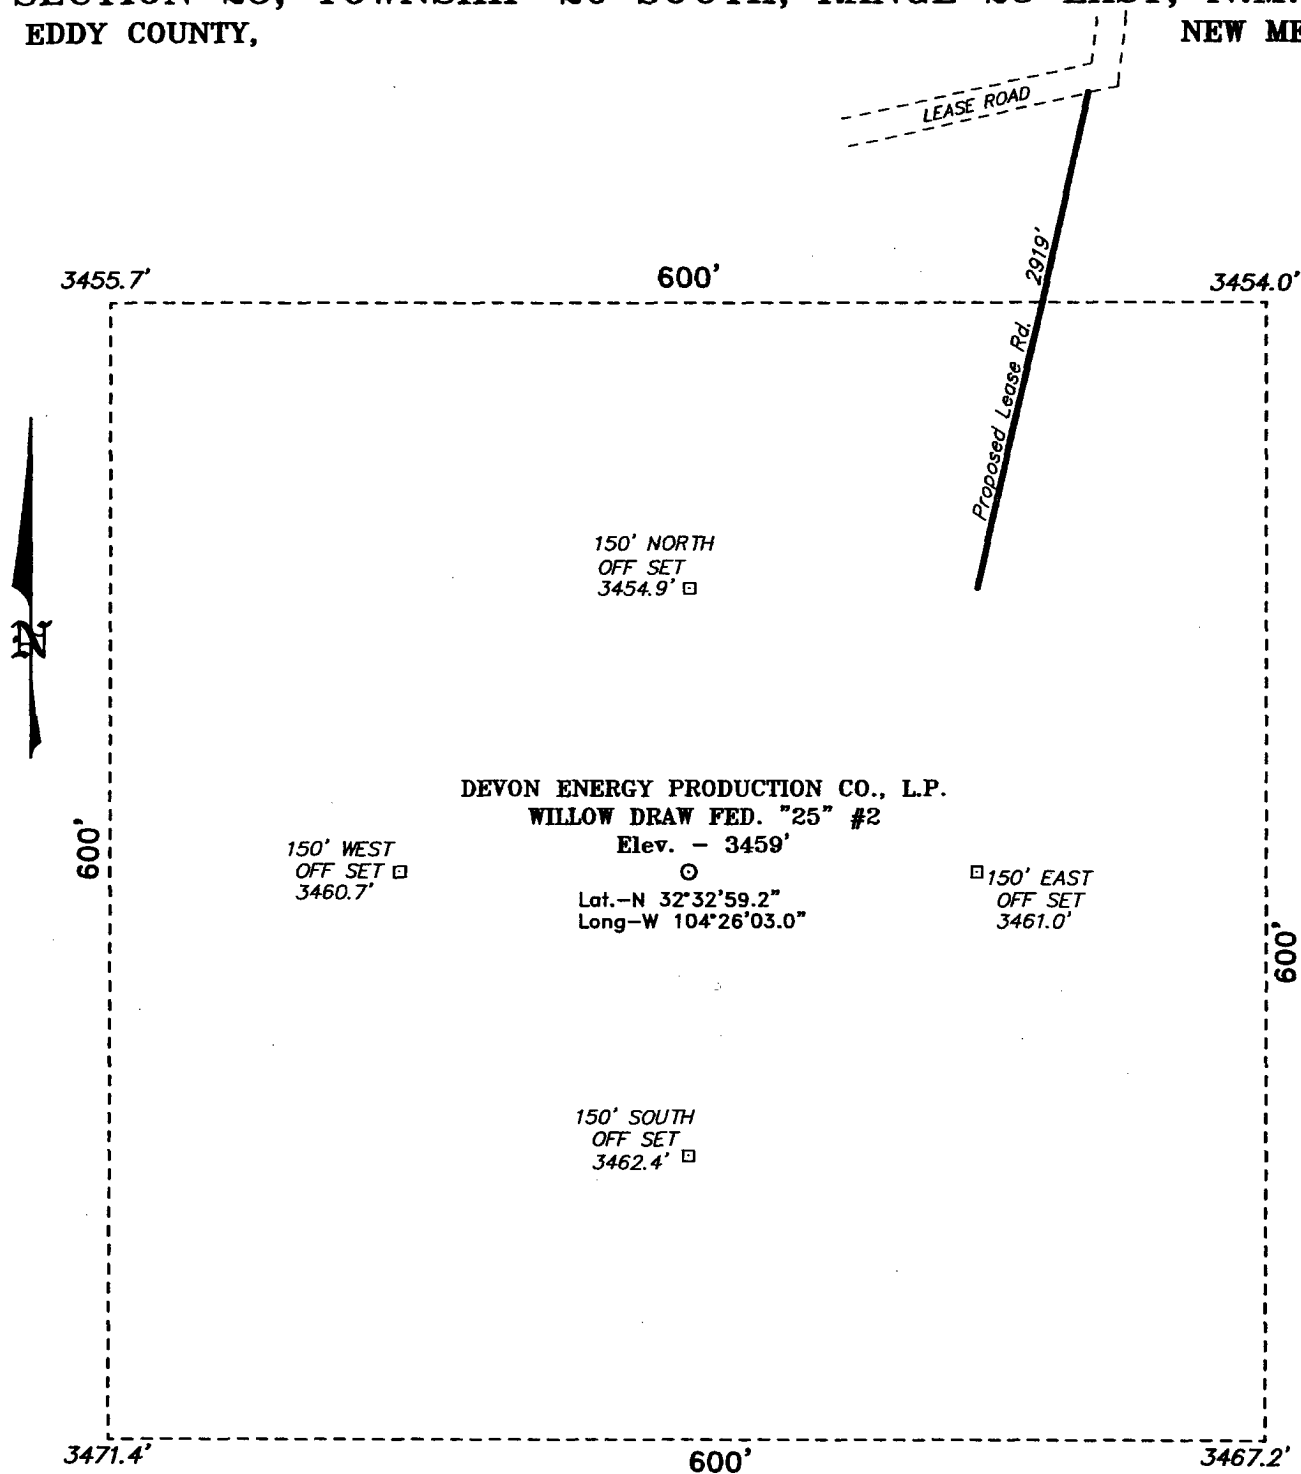 EDDY COUNTY,
LEASE ROAD
3455.7'
600'
3454.0'
Proposed Lease Rd. 2919'
150' NORTH
OFF SET
3454.9'
N
DEVON ENERGY PRODUCTION CO., L.P.
WILLOW DRAW FED. "25" #2
Elev. - 3459'
Lat.-N 32°32'59.2"
Long-W 104°26'03.0"
600'
150' WEST
OFF SET
3460.7'
150' EAST
OFF SET
3461.0'
600'
150' SOUTH
OFF SET
3462.4'
3471.4'
600'
3467.2'